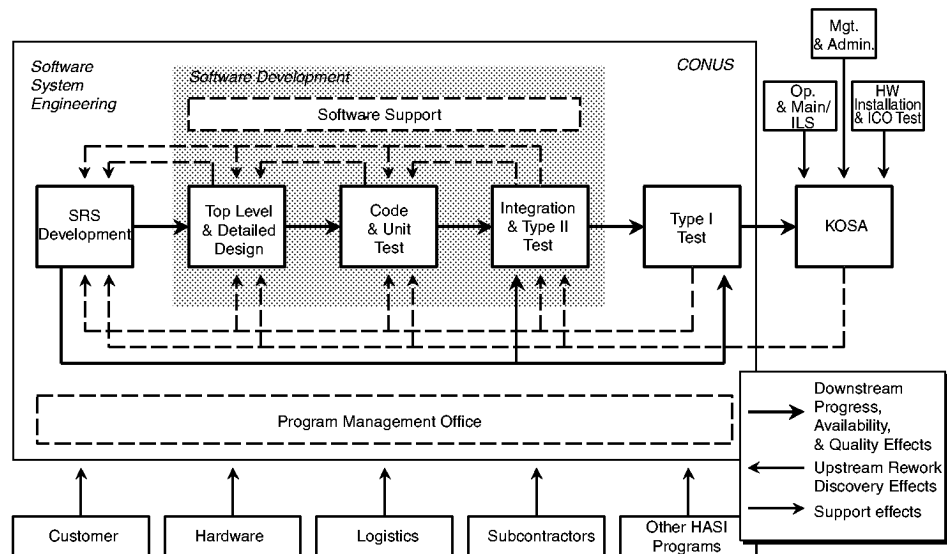 Mgt.
& Admin.
Software
System
Engineering
Software Development
CONUS
Op.
& Main/
ILS
HW
Installation
& ICO Test
Software Support
SRS
Development
Top Level
& Detailed
Design
Code
& Unit
Test
Integration
& Type II
Test
Type I
Test
KOSA
Program Management Office
Downstream
Progress,
Availability,
& Quality Effects
Upstream Rework
Discovery Effects
Support effects
Customer
Hardware
Logistics
Subcontractors
Other HASI
Programs